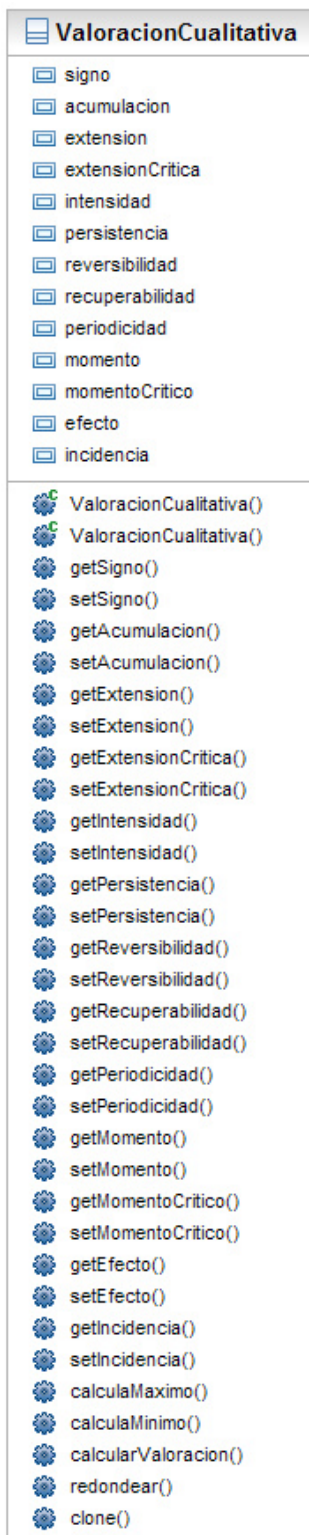 ValoracionCualitativa
signo
acumulacion
extension
extensionCritica
intensidad
persistencia
reversibilidad
recuperabilidad
periodicidad
momento
momentoCritico
efecto
incidencia
C ValoracionCualitativa()
C ValoracionCualitativa()
getSigno()
setSigno()
getAcumulacion()
setAcumulacion()
getExtension()
setExtension()
getExtensionCritica()
setExtensionCritica()
getIntensidad()
setIntensidad()
getPersistencia()
setPersistencia()
getReversibilidad()
setReversibilidad()
getRecuperabilidad()
setRecuperabilidad()
getPeriodicidad()
setPeriodicidad()
getMomento()
setMomento()
getMomentoCritico()
setMomentoCritico()
getEfecto()
setEfecto()
getIncidencia()
setIncidencia()
calculaMaximo()
calculaMinimo()
calcularValoracion()
redondear()
clone()